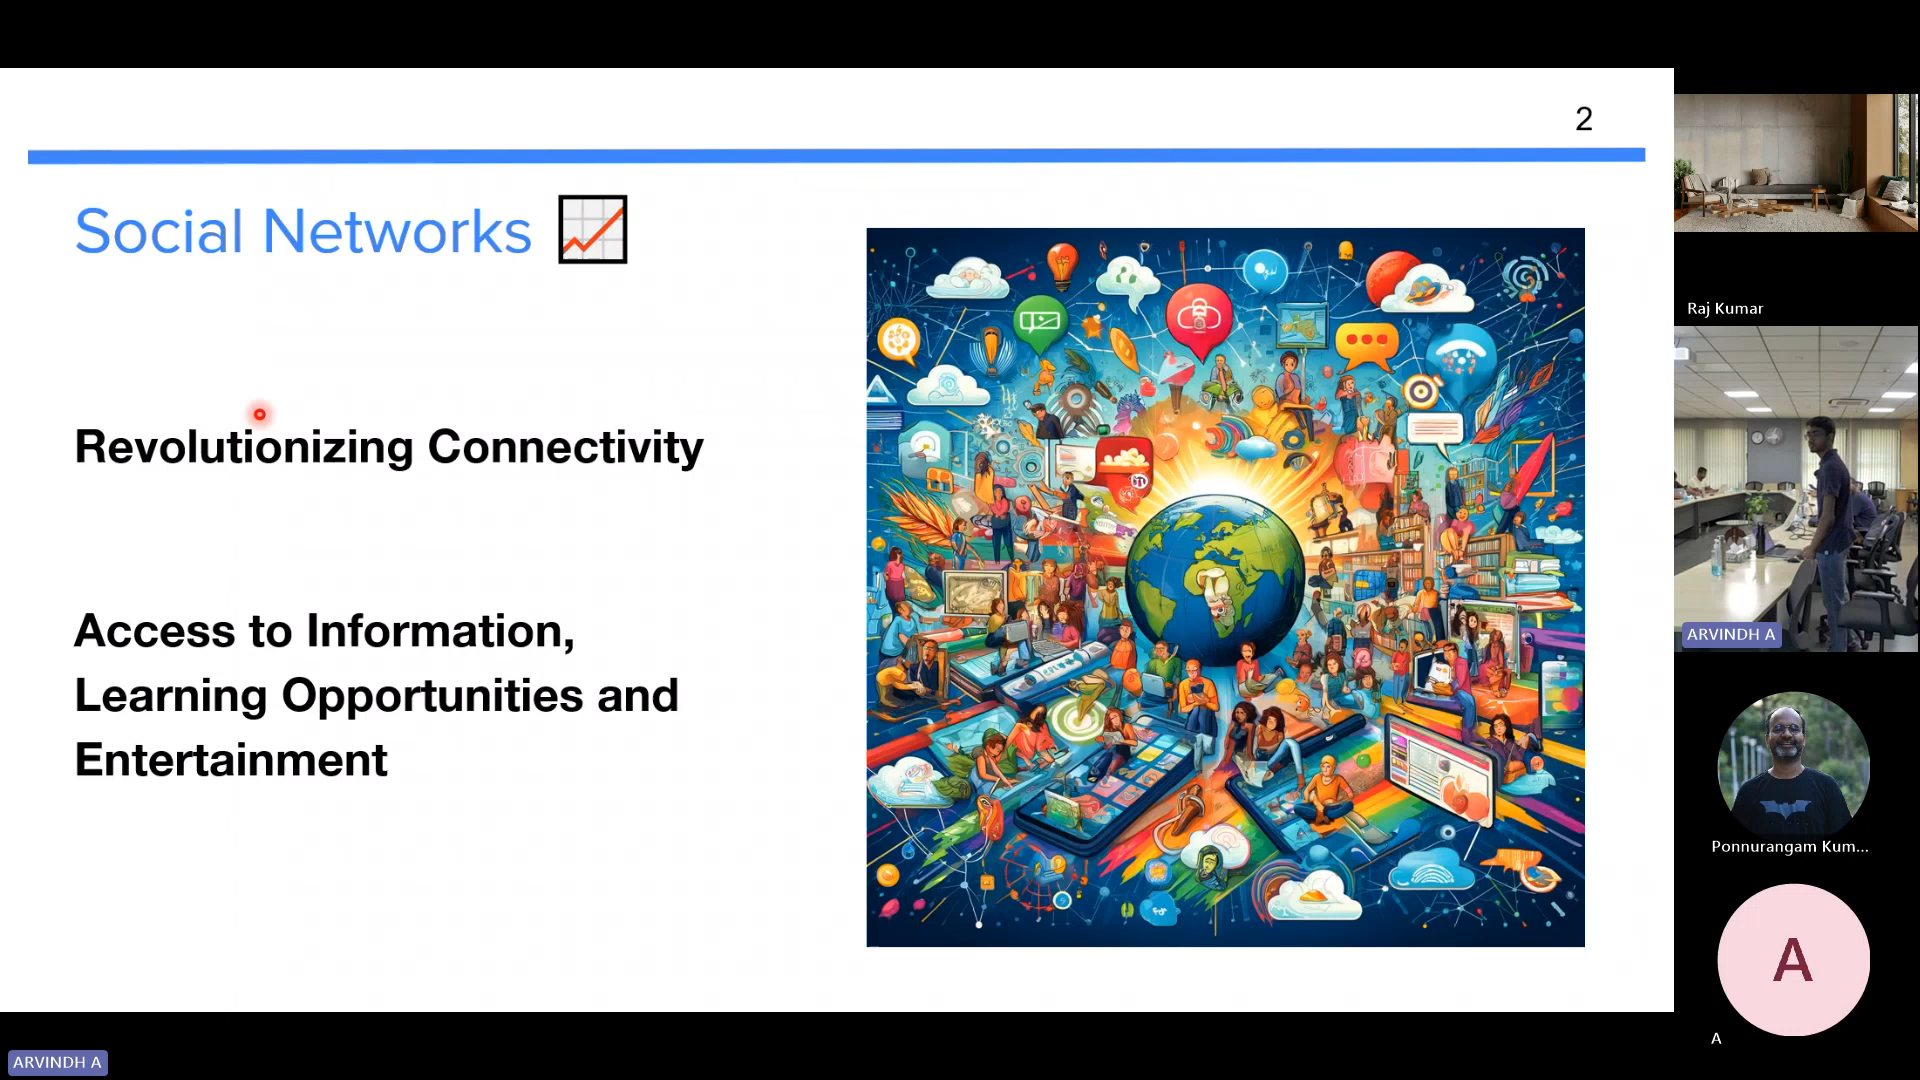 2
Social Networks
Revolutionizing Connectivity
Access to Information,
Learning Opportunities and
Entertainment
Raj Kumar
ARVINDH A
Ponnurangam Kum...
A
A
ARVINDH A